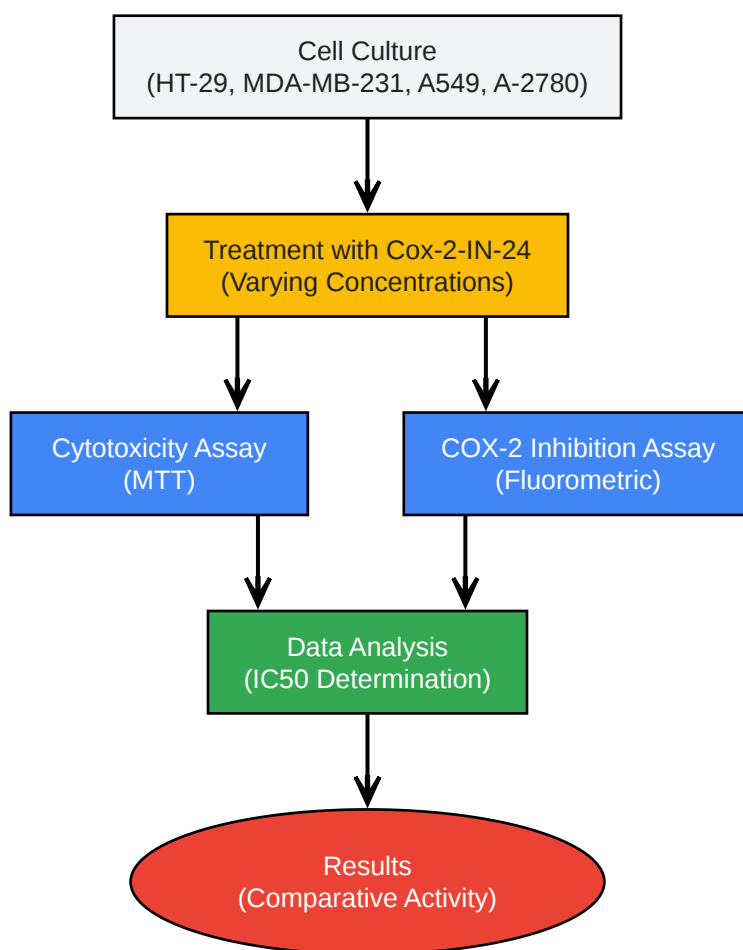 Cell Culture
(HT-29, MDA-MB-231, A549, A-2780)
Treatment with Cox-2-IN-24
(Varying Concentrations)
Cytotoxicity Assay
(MTT)
COX-2 Inhibition Assay
(Fluorometric)
Data Analysis
(IC50 Determination)
Results
(Comparative Activity)